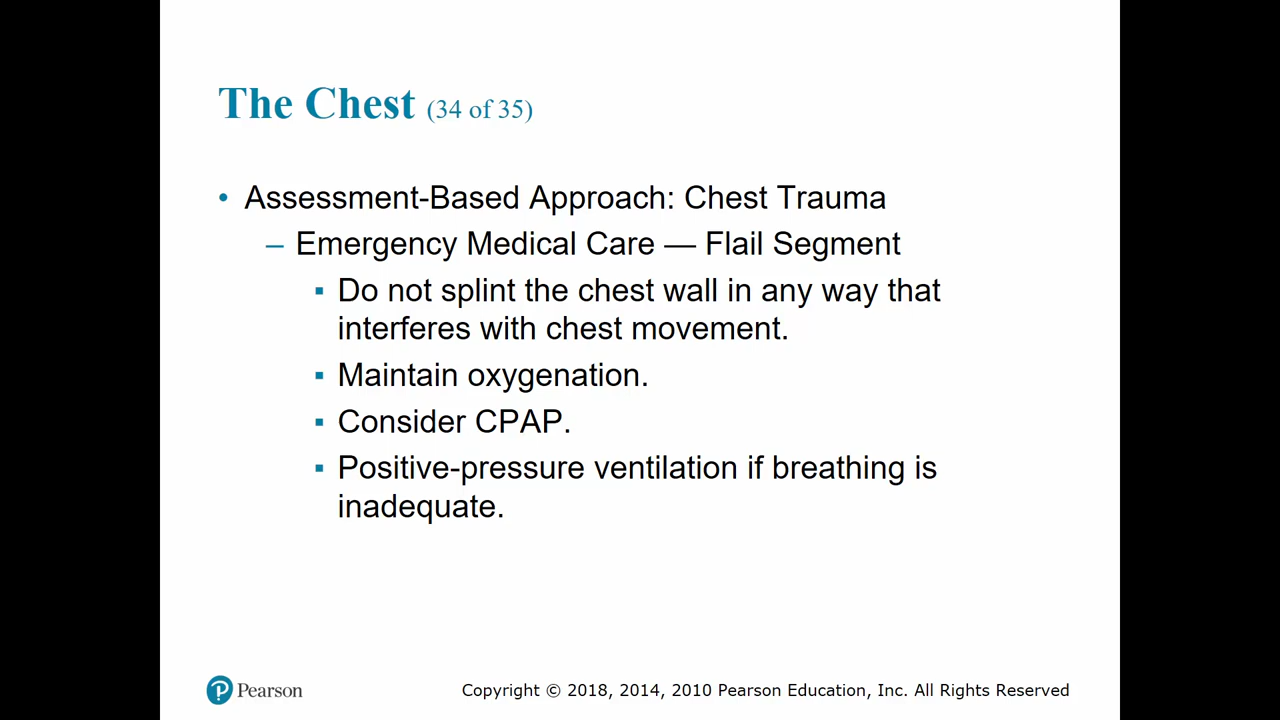 The Chest (34 of 35)
• Assessment-Based Approach: Chest Trauma
– Emergency Medical Care — Flail Segment
▪ Do not splint the chest wall in any way that
interferes with chest movement.
▪ Maintain oxygenation.
▪ Consider CPAP.
▪ Positive-pressure ventilation if breathing is
inadequate.
P Pearson
Copyright © 2018, 2014, 2010 Pearson Education, Inc. All Rights Reserved